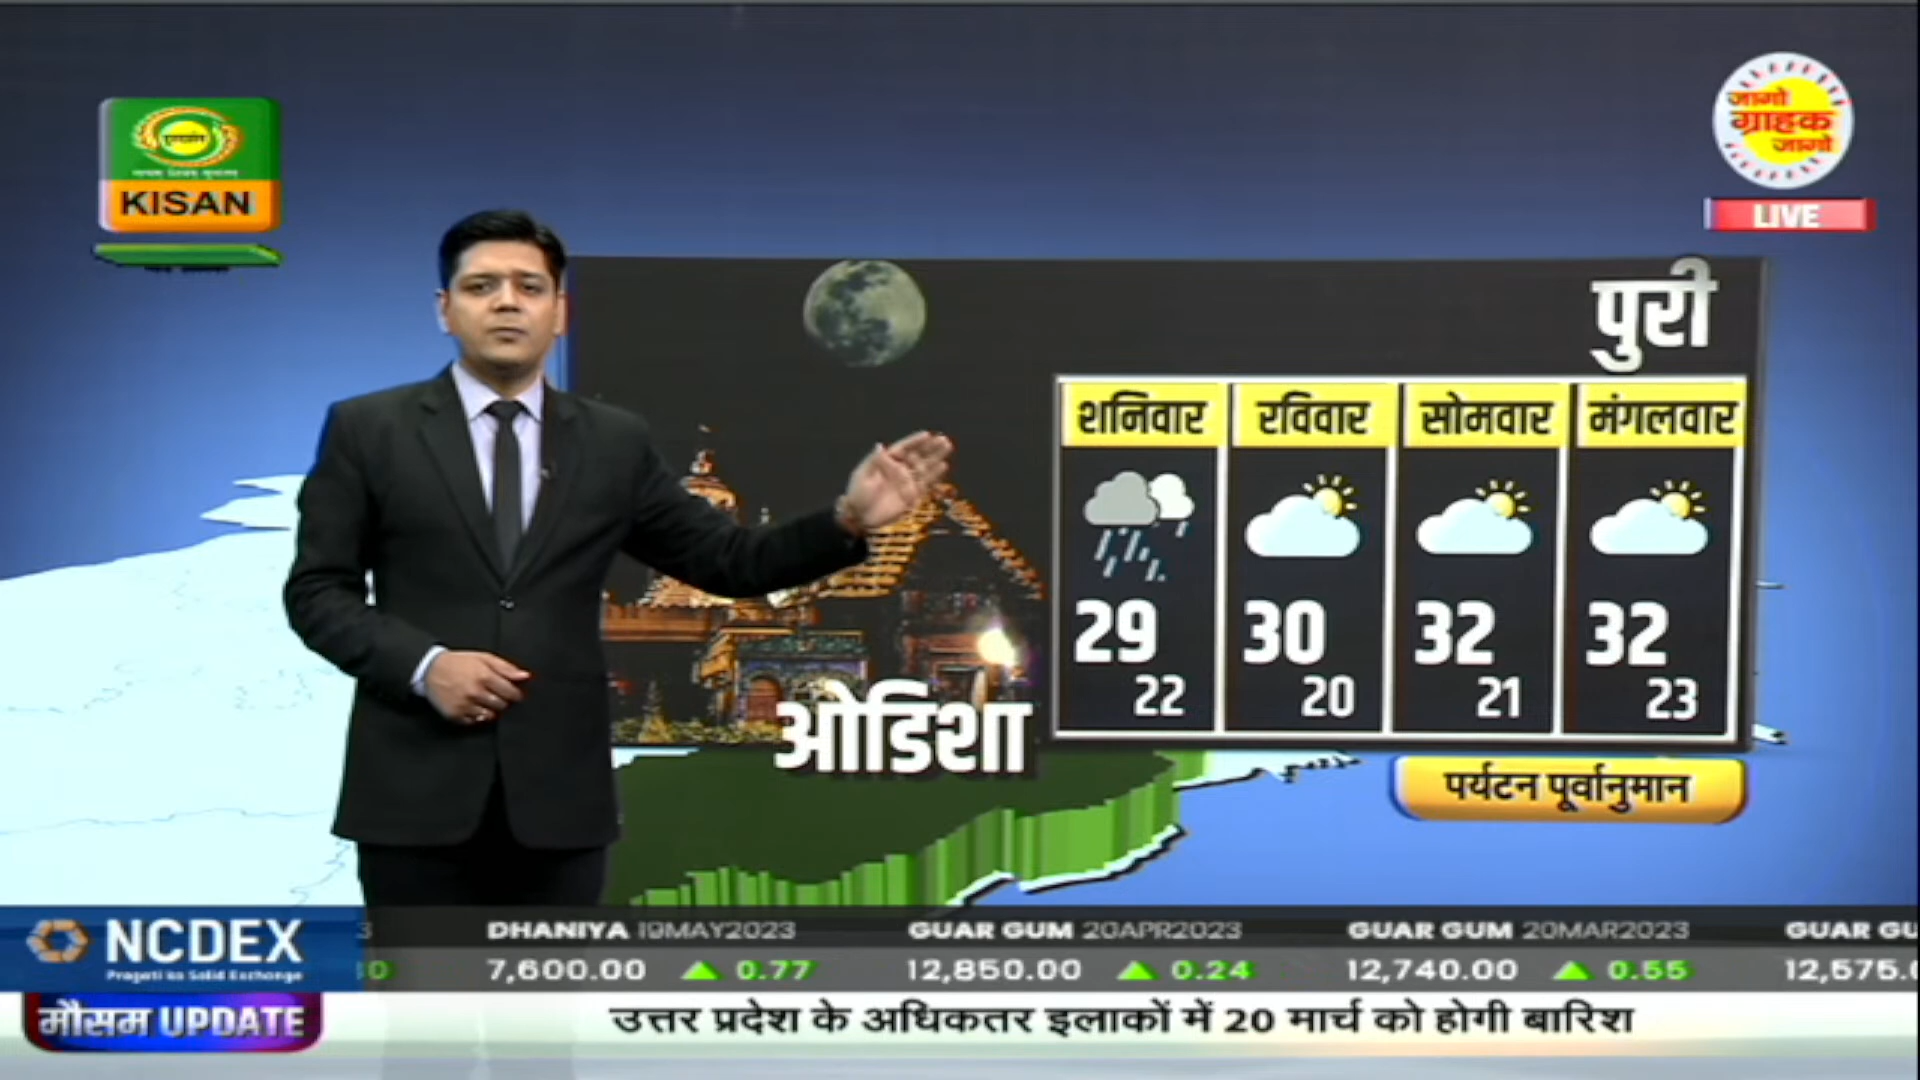 KISAN
जागो
ग्राहक
जागो
LIVE
पुरी
शनिवार रविवार सोमवार मंगलवार
29 30 32 32
22 20 21 23
ओडिशा
पर्यटन पूर्वानुमान
NCDEX
Pragati ka Solid Exchange
DHANIYA 19MAY2023 GUAR GUM 20APR2023 GUAR GUM 20MAR2023 GUAR GU
7,600.00 0.77 12,850.00 0.24 12,740.00 0.55 12,575.
मौसम UPDATE
उत्तर प्रदेश के अधिकतर इलाकों में 20 मार्च को होगी बारिश